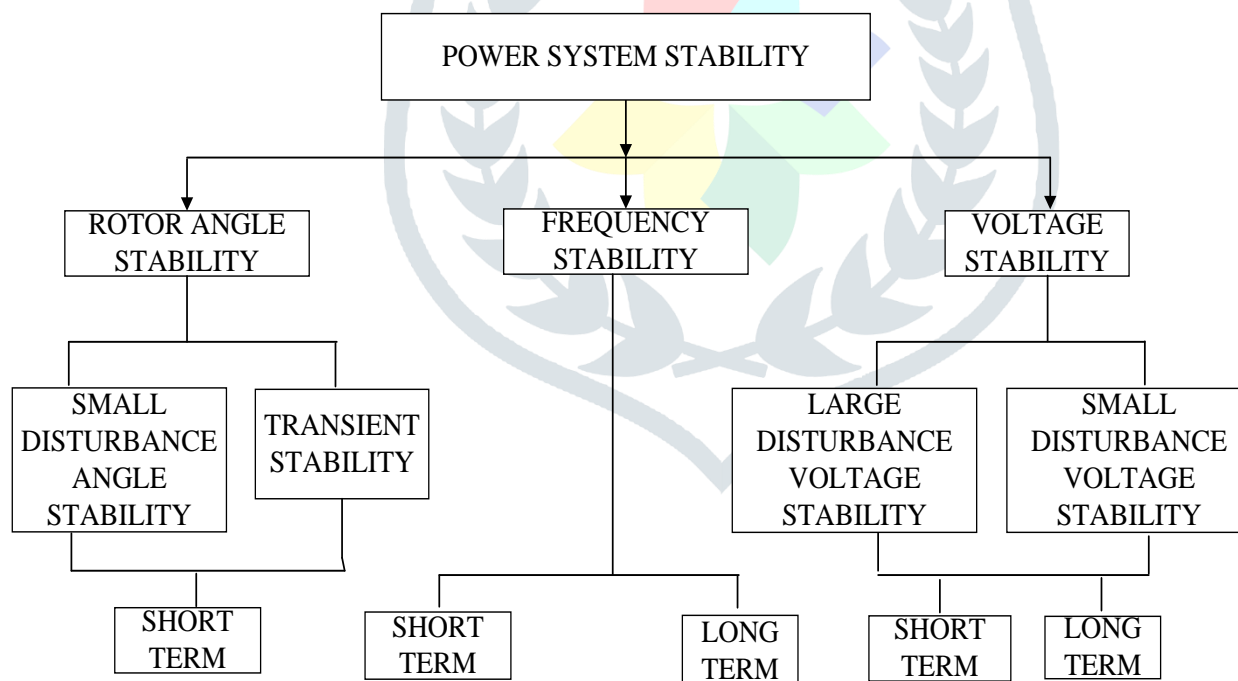 POWER SYSTEM STABILITY
ROTOR ANGLE
STABILITY
FREQUENCY
STABILITY
VOLTAGE
STABILITY
SMALL
DISTURBANCE
ANGLE
STABILITY
TRANSIENT
STABILITY
LARGE
DISTURBANCE
VOLTAGE
STABILITY
SMALL
DISTURBANCE
VOLTAGE
STABILITY
SHORT
TERM
SHORT
TERM
LONG
TERM
SHORT
TERM
LONG
TERM